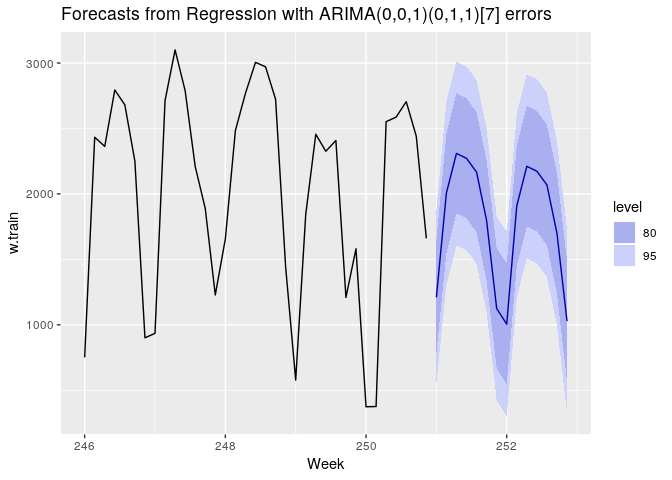 Forecasts from Regression with ARIMA(0,0,1)(0,1,1)[7] errors
3000
2000
1000
w.train
246
248
250
252
Week
level
80
95